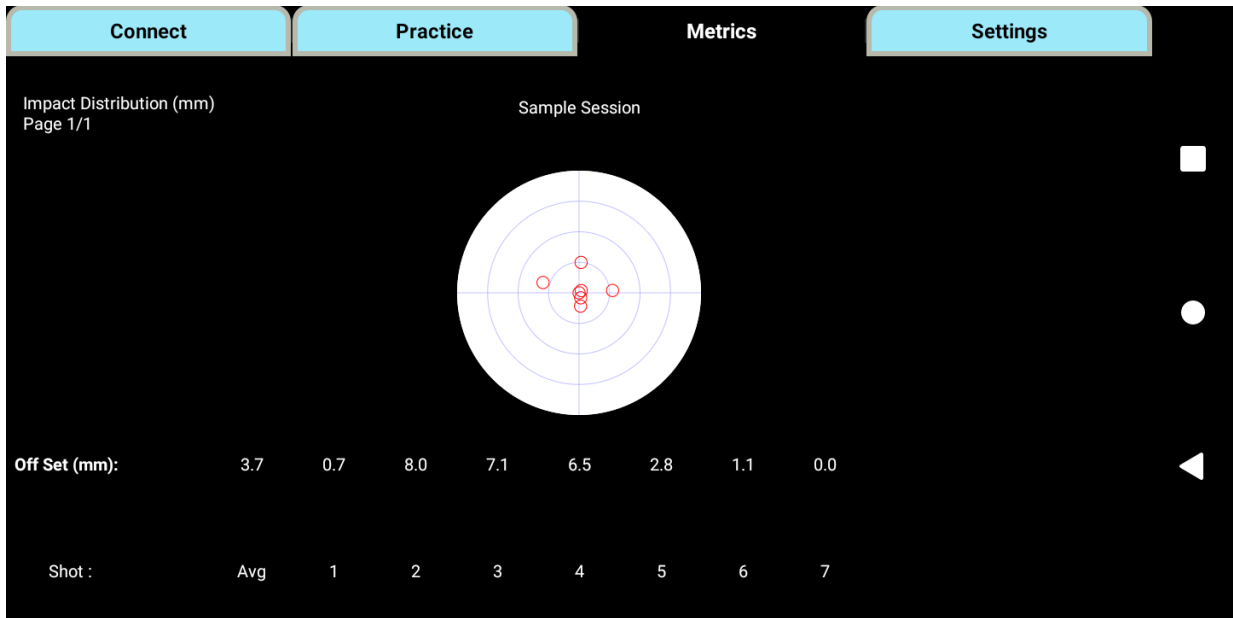 Connect Practice Metrics Settings
Impact Distribution (mm)
Page 1/1
Sample Session
Off Set (mm): 3.7 0.7 8.0 7.1 6.5 2.8 1.1 0.0
Shot : Avg 1 2 3 4 5 6 7